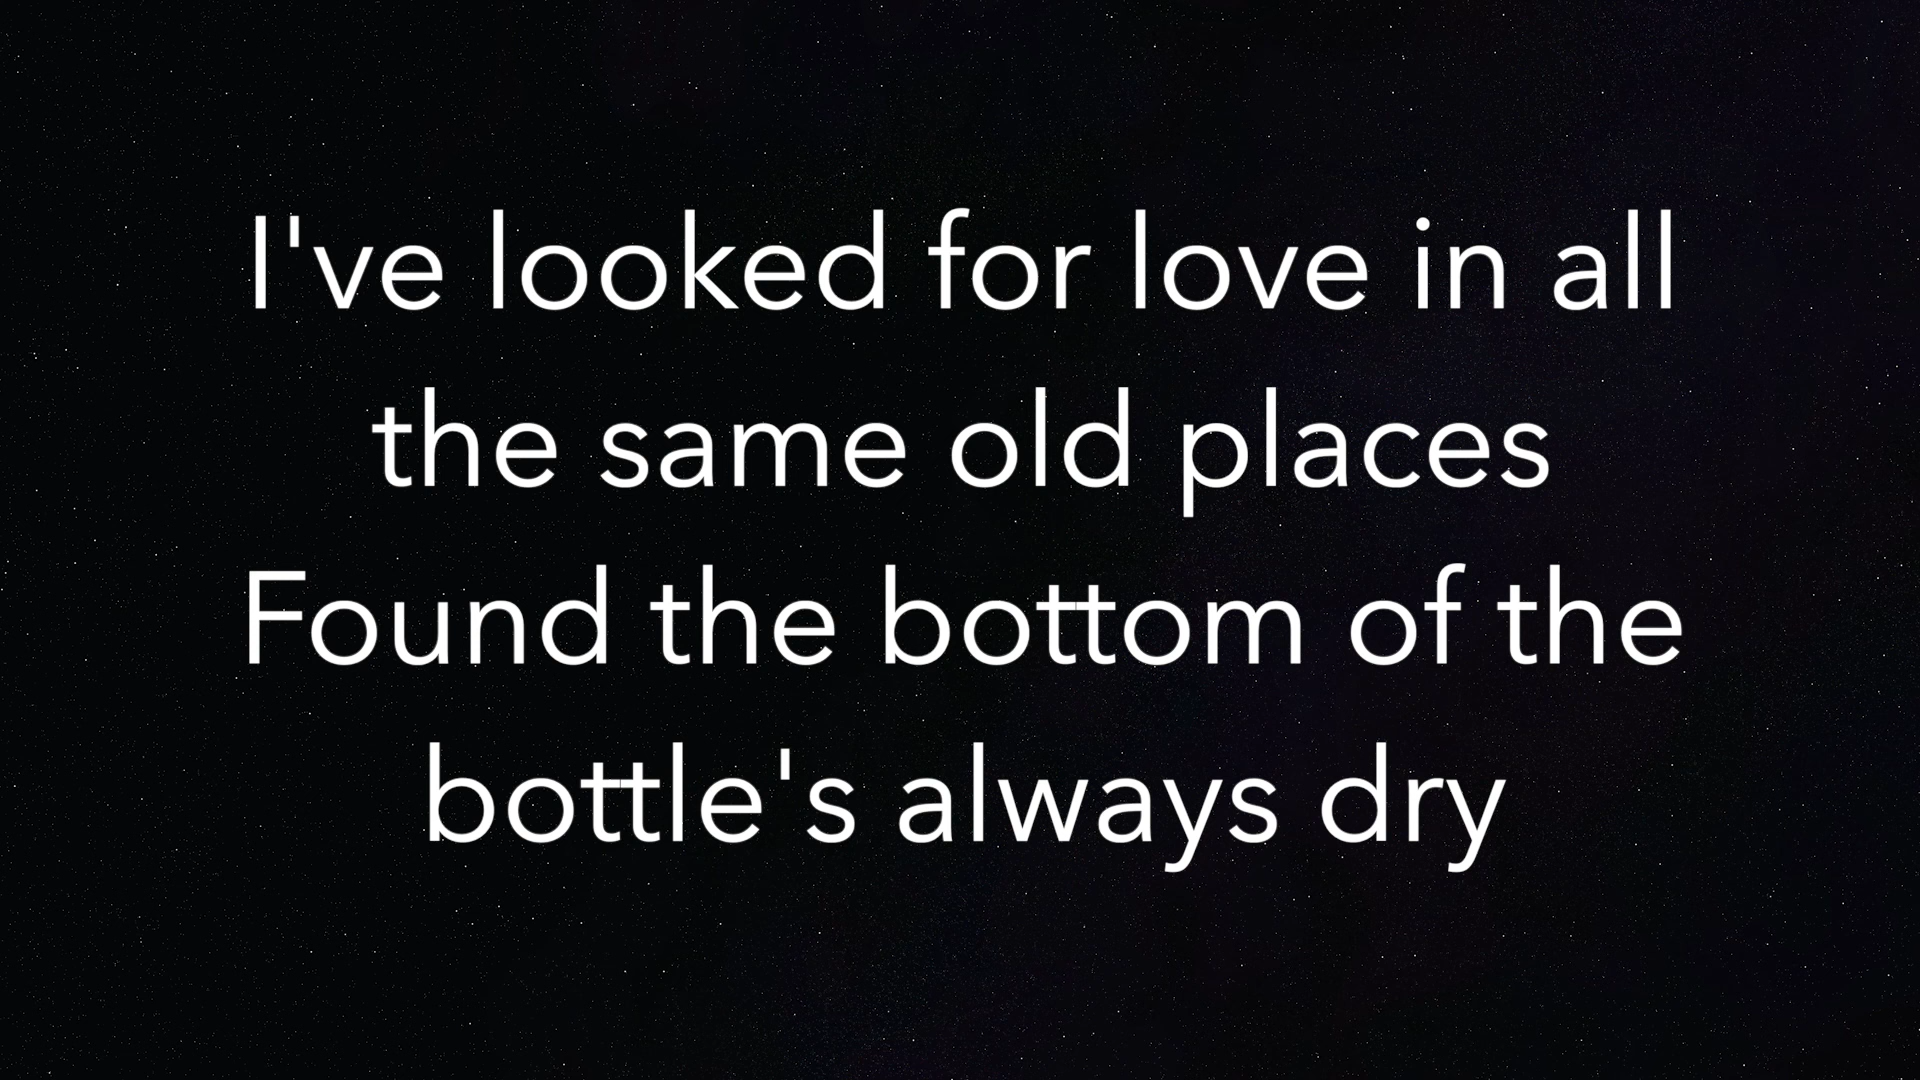 I've looked for love in all
the same old places
Found the bottom of the
bottle's always dry